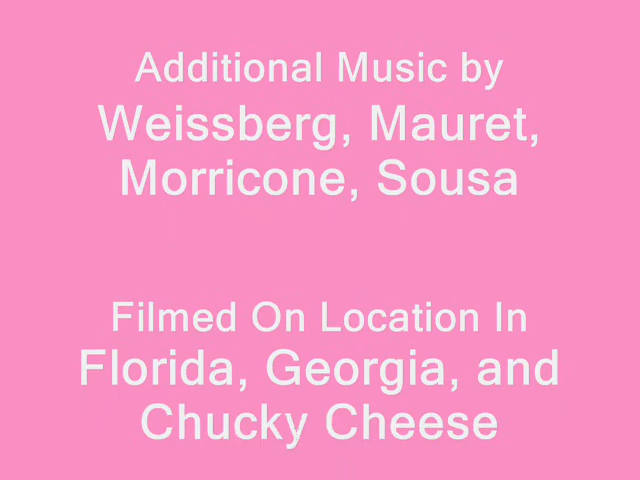 Additional Music by
Weissberg, Mauret,
Morricone, Sousa
Filmed On Location In
Florida, Georgia, and
Chucky Cheese